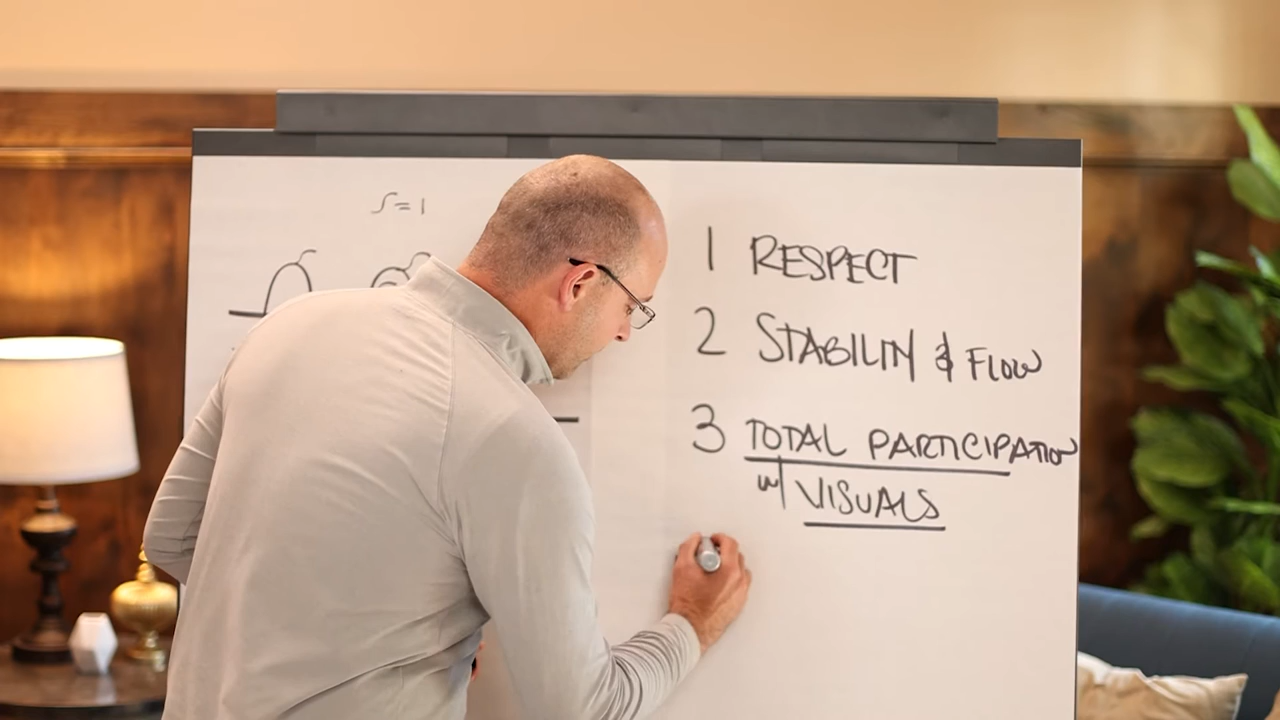 S=1
1 RESPECT
2 STABILITY & FLOW
3 TOTAL PARTICIPATION
w/ VISUALS